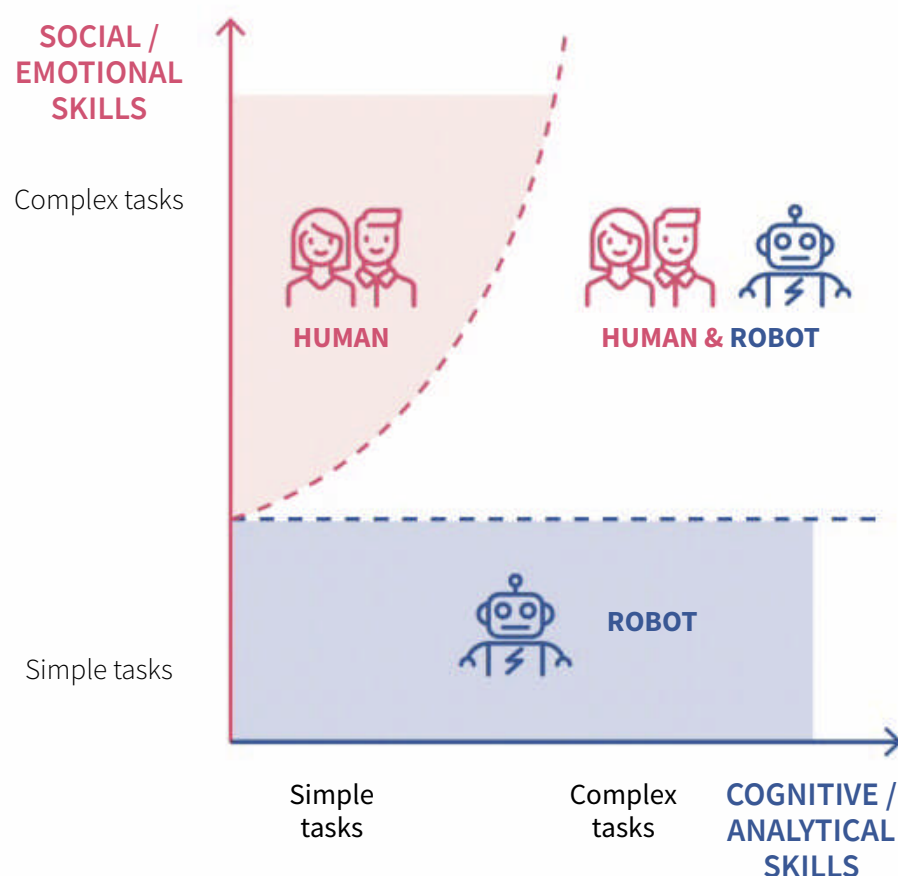 SOCIAL /
EMOTIONAL
SKILLS
Complex tasks
HUMAN
HUMAN & ROBOT
ROBOT
Simple tasks
Simple
tasks
Complex
tasks
COGNITIVE /
ANALYTICAL
SKILLS